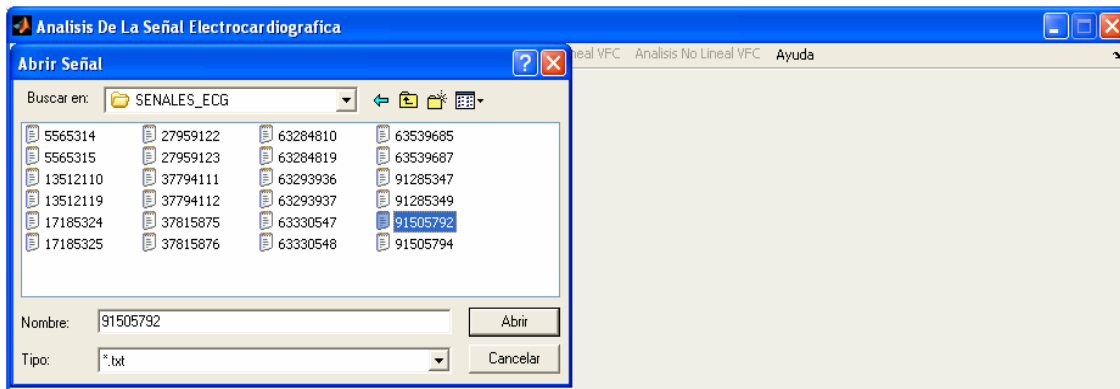 Analisis De La Señal Electrocardiografica
Abrir Señal
neal VFC Analisis No Lineal VFC Ayuda
Buscar en: SENALES_ECG
5565314 27959122 63284810 63539685
5565315 27959123 63284819 63539687
13512110 37794111 63293936 91285347
13512119 37794112 63293937 91285349
17185324 37815875 63330547 91505792
17185325 37815876 63330548 91505794
Nombre: 91505792 Abrir
Tipo: *.txt Cancelar